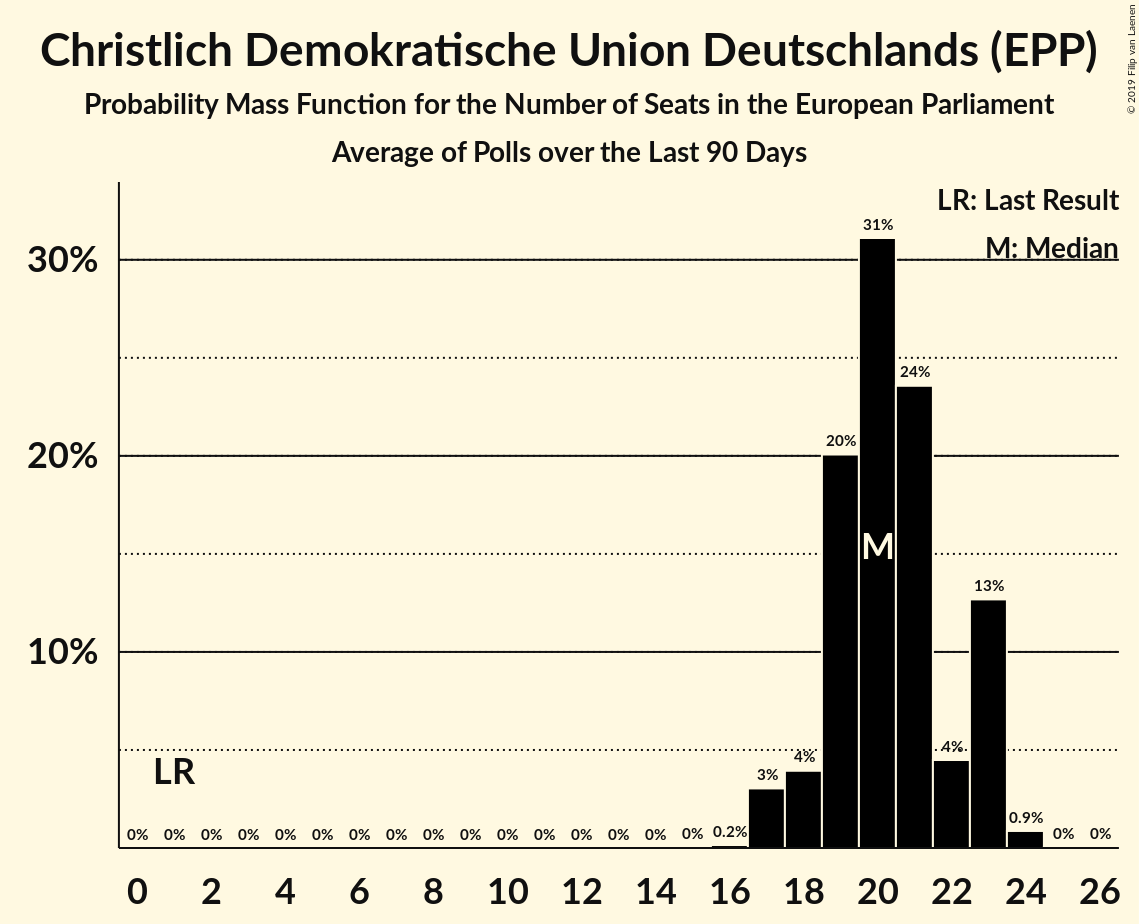 Christlich Demokratische Union Deutschlands (EPP)
Probability Mass Function for the Number of Seats in the European Parliament
Average of Polls over the Last 90 Days
© 2019 Filip van Laenen
LR: Last Result
M: Median
30%
20%
10%
31%
24%
20%
M
13%
4%
4%
3%
LR
0% 0% 0% 0% 0% 0% 0% 0% 0% 0% 0% 0% 0% 0% 0% 0% 0.2% 0.9% 0% 0%
0 2 4 6 8 10 12 14 16 18 20 22 24 26